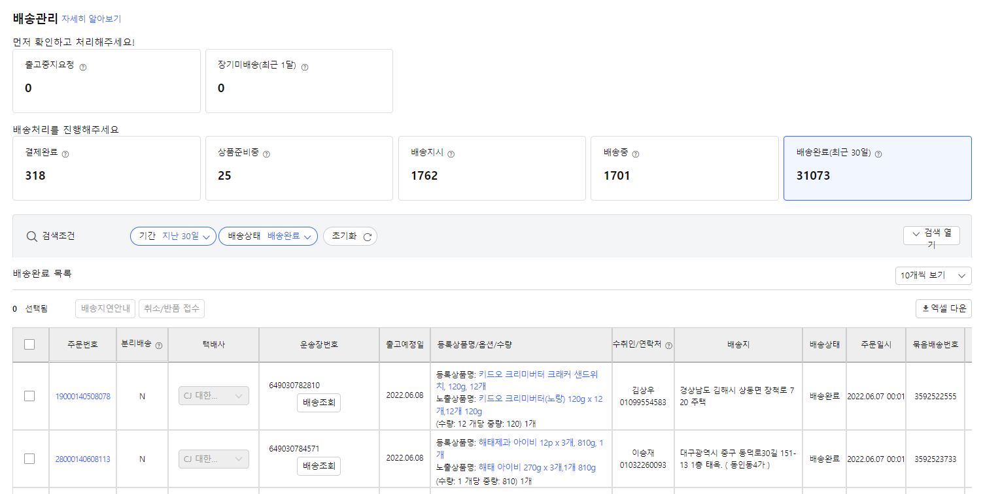 배송관리 자세히 알아보기
먼저 확인하고 처리해주세요!
출고중지요청 ?
장기미배송(최근 1달) ?
0
0
배송처리를 진행해주세요
결제완료 ?
상품준비중 ?
배송지시 ?
배송중 ?
배송완료(최근 30일) ?
318
25
1762
1701
31073
검색조건
기간 지난 30일
배송상태 배송완료
초기화
검색 열
기
배송완료 목록
10개씩 보기
0 선택됨
배송지연안내
취소/반품 접수
엑셀 다운
주문번호
분리배송 ?
택배사
운송장번호
출고예정일
등록상품명/옵션/수량
수취인/연락처 ?
배송지
배송상태
주문일시
묶음배송번호
19000140508078
N
CJ 대한...
649030782810
배송조회
2022.06.08
등록상품명: 키드오 크리미버터 크래커 샌드위
치, 120g, 12개
노출상품명: 키드오 크리미버터(노랑) 120g x 12
개,12개 120g
(수량: 12 개당 중량: 120) 1개
김상우
01099554583
경상남도 김해시 상동면 장척로 7
20 주택
배송완료
2022.06.07 00:01
3592522555
28000140608113
N
CJ 대한...
649030784571
배송조회
2022.06.08
등록상품명: 해태제과 아이비 12p x 3개, 810g, 1
개
노출상품명: 해태 아이비 270g x 3개,1개 810g
(수량: 1 개당 중량: 810) 1개
이승재
01032260093
대구광역시 중구 동덕로30길 151-
13 1층 태옥. ( 동인동4가 )
배송완료
2022.06.07 00:01
3592523733